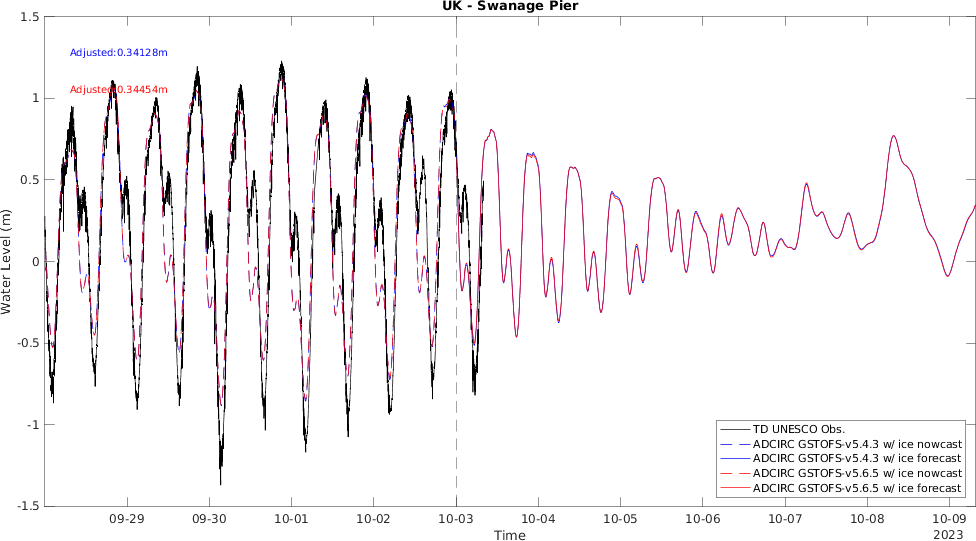 UK - Swanage Pier
Adjusted:0.34128m
Adjusted:0.34454m
Water Level (m)
1.5
1
0.5
0
-0.5
-1
-1.5
TD UNESCO Obs.
ADCIRC GSTOFS-v5.4.3 w/ ice nowcast
ADCIRC GSTOFS-v5.4.3 w/ ice forecast
ADCIRC GSTOFS-v5.6.5 w/ ice nowcast
ADCIRC GSTOFS-v5.6.5 w/ ice forecast
09-29 09-30 10-01 10-02 10-03 10-04 10-05 10-06 10-07 10-08 10-09
Time
2023